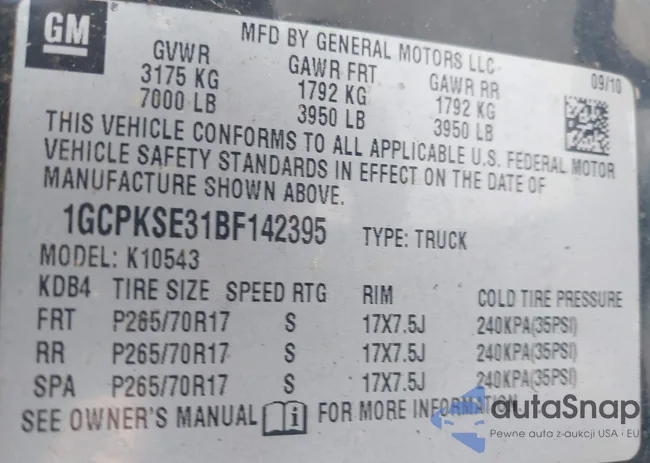 GM
MFD BY GENERAL MOTORS LLC
GVWR GAWR FRT GAWR RR 09/10
3175 KG 1792 KG 1792 KG
7000 LB 3950 LB 3950 LB
THIS VEHICLE CONFORMS TO ALL APPLICABLE U.S. FEDERAL MOTOR
VEHICLE SAFETY STANDARDS IN EFFECT ON THE DATE OF
MANUFACTURE SHOWN ABOVE.
1GCPKSE31BF142395 TYPE: TRUCK
MODEL: K10543
KDB4 TIRE SIZE SPEED RTG RIM COLD TIRE PRESSURE
FRT P265/70R17 S 17X7.5J 240KPA(35PSI)
RR P265/70R17 S 17X7.5J 240KPA(35PSI)
SPA P265/70R17 S 17X7.5J 240KPA(35PSI)
SEE OWNER'S MANUAL i FOR MORE INFORMATION
autaSnap
Pewne auta z aukcji USA i EU